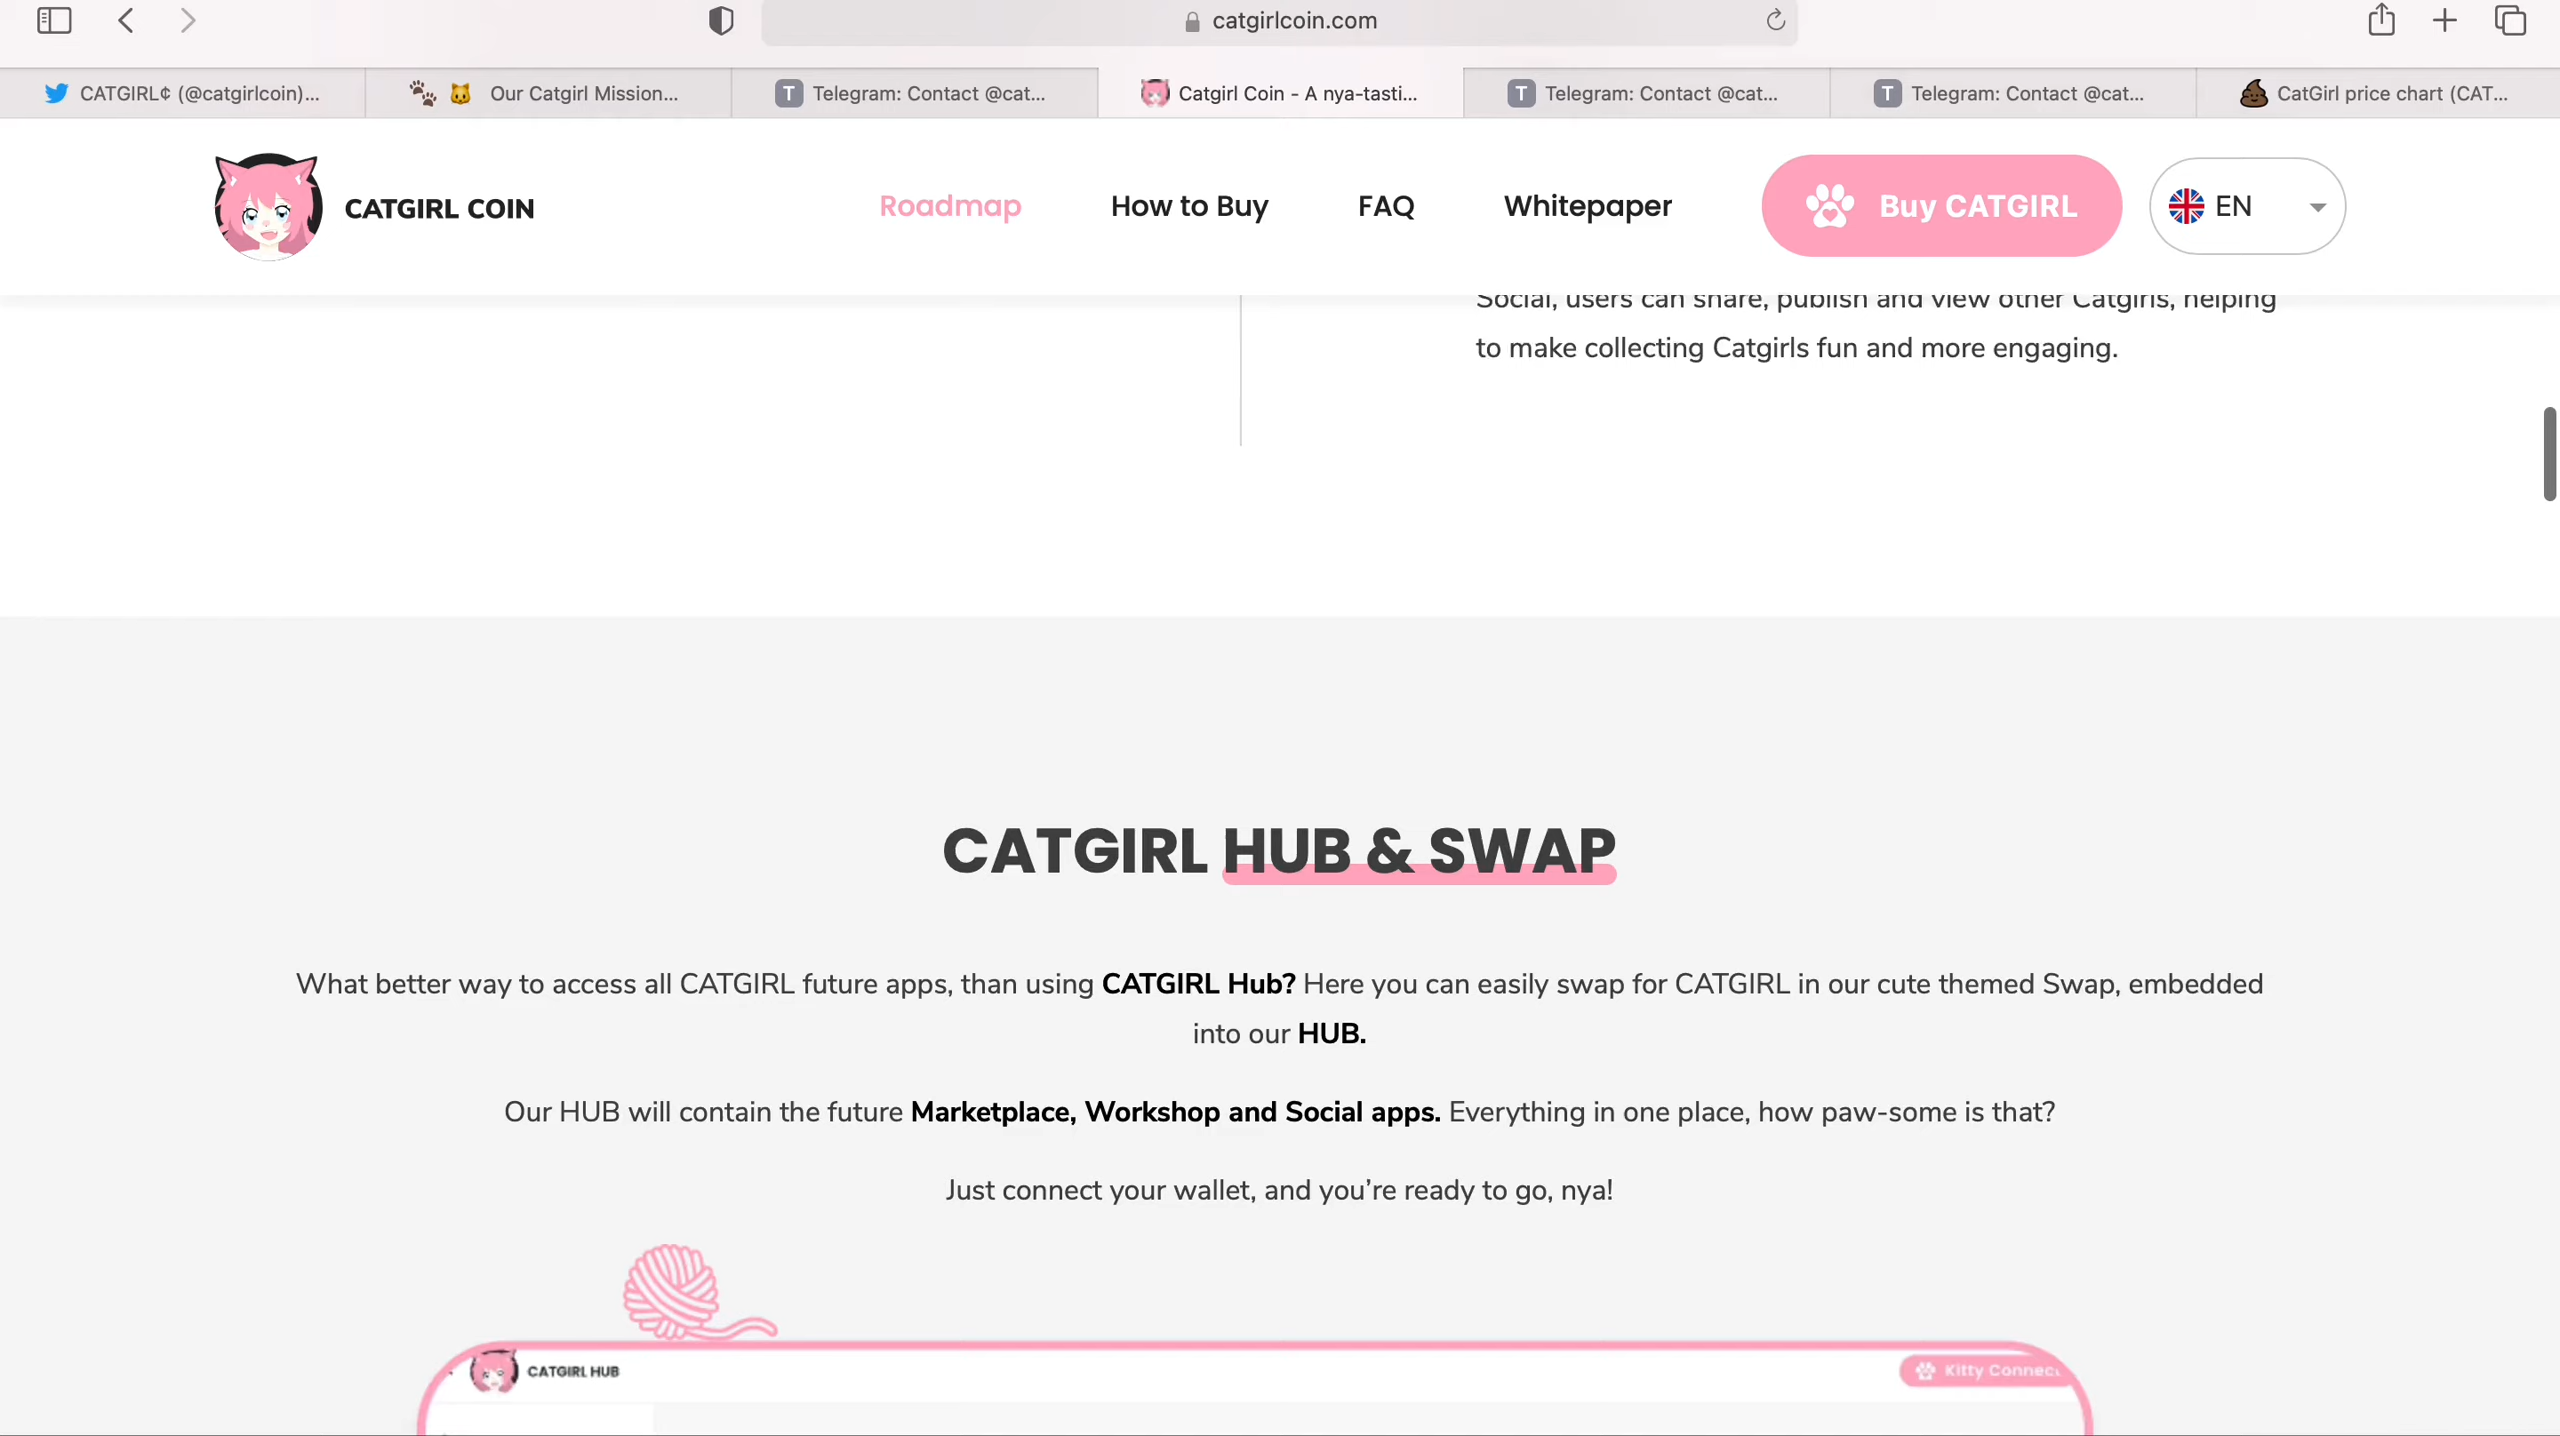 catgirlcoin.com
CATGIRL¢ (@catgirlcoin)...
Our Catgirl Mission...
T Telegram: Contact @cat...
Catgirl Coin - A nya-tasti...
T Telegram: Contact @cat...
T Telegram: Contact @cat...
CatGirl price chart (CAT...
CATGIRL COIN
Roadmap
How to Buy
FAQ
Whitepaper
Buy CATGIRL
EN
Social, users can share, publish and view other Catgirls, helping
to make collecting Catgirls fun and more engaging.
CATGIRL HUB & SWAP
What better way to access all CATGIRL future apps, than using CATGIRL Hub? Here you can easily swap for CATGIRL in our cute themed Swap, embedded
into our HUB.
Our HUB will contain the future Marketplace, Workshop and Social apps. Everything in one place, how paw-some is that?
Just connect your wallet, and you’re ready to go, nya!
CATGIRL HUB
Kitty Connect